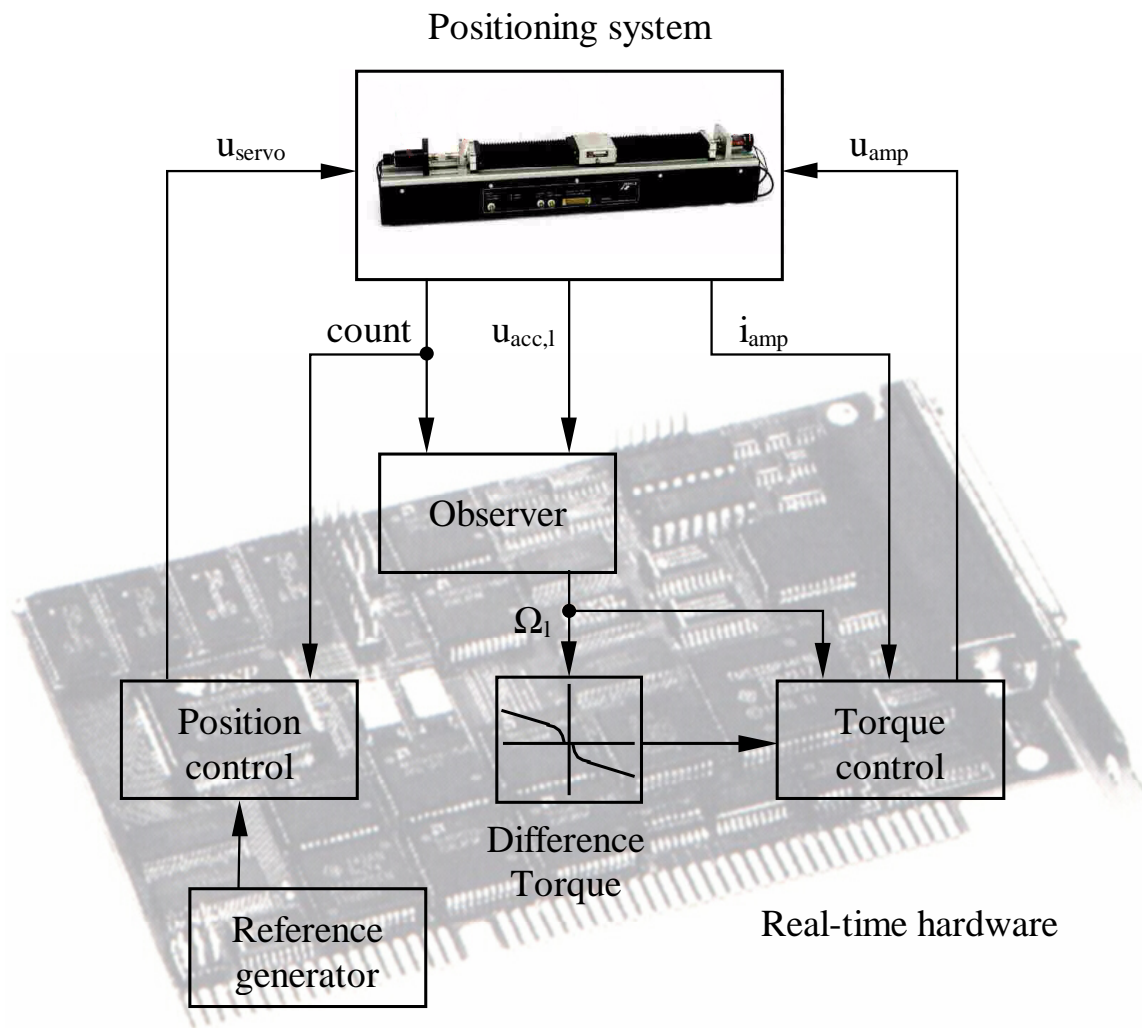 Positioning system
u_servo
u_amp
count
u_acc,l
i_amp
Observer
Ω_l
Position
control
Torque
control
Difference
Torque
Reference
generator
Real-time hardware